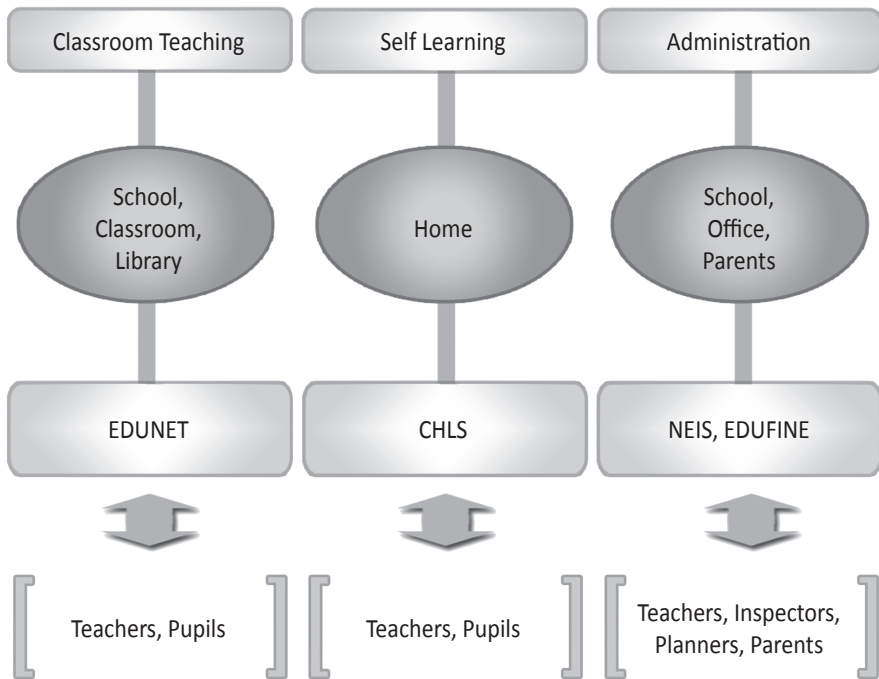 Classroom Teaching
Self Learning
Administration
School,
Classroom,
Library
Home
School,
Office,
Parents
EDUNET
CHLS
NEIS, EDUFINE
Teachers, Pupils
Teachers, Pupils
Teachers, Inspectors,
Planners, Parents